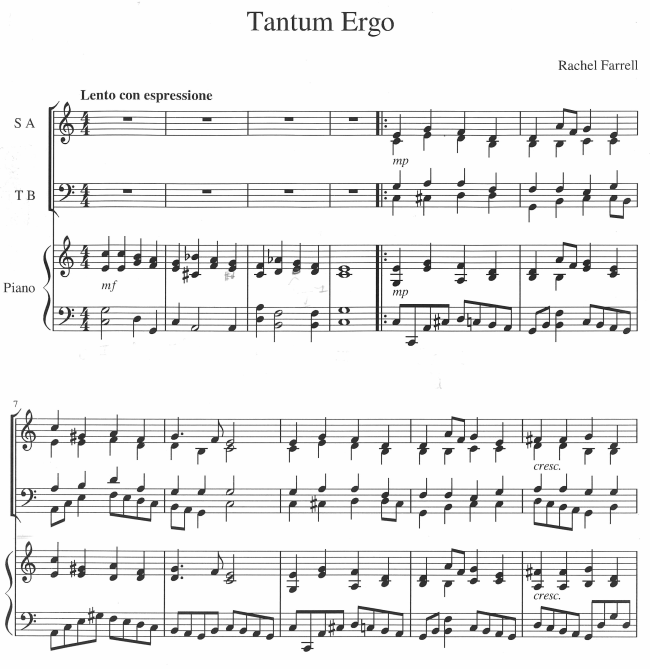 Tantum Ergo
Rachel Farrell
Lento con espressione
S A
mp
T B
Piano
mf
mp
7
cresc.
cresc.